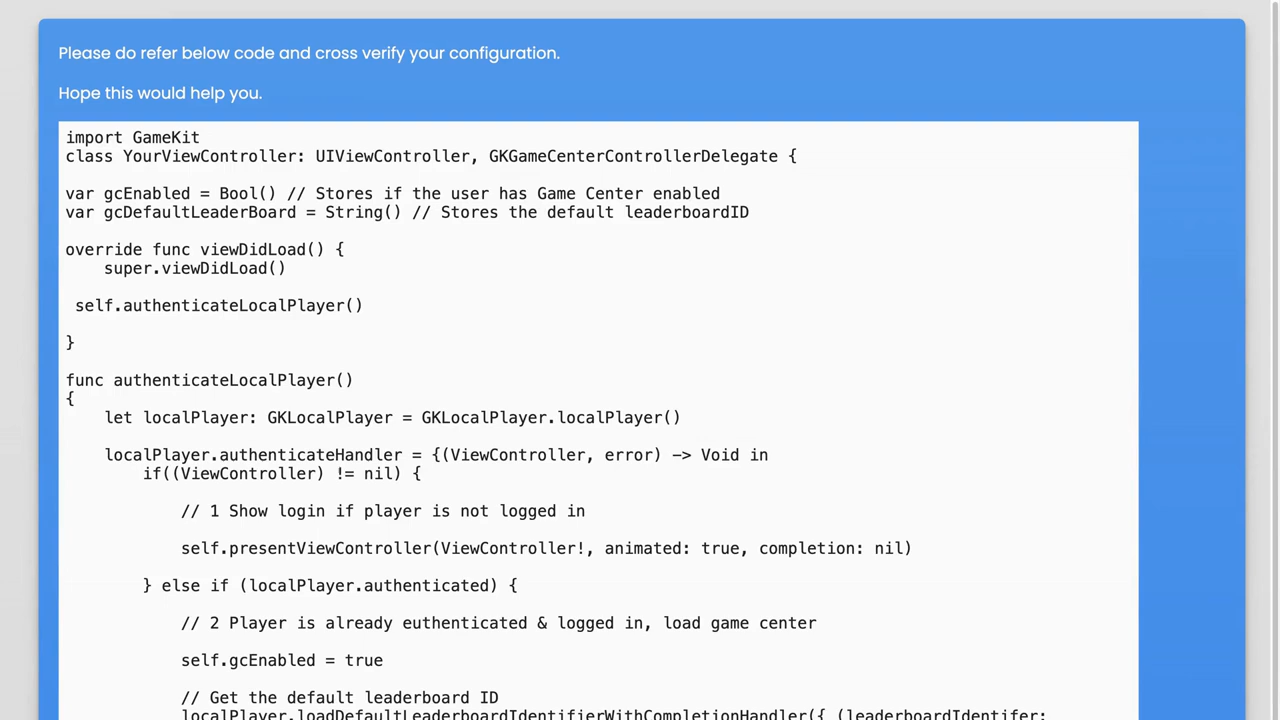 Please do refer below code and cross verify your configuration.
Hope this would help you.
import GameKit
class YourViewController: UIViewController, GKGameCenterControllerDelegate {
var gcEnabled = Bool() // Stores if the user has Game Center enabled
var gcDefaultLeaderBoard = String() // Stores the default leaderboardID
override func viewDidLoad() {
super.viewDidLoad()
self.authenticateLocalPlayer()
}
func authenticateLocalPlayer()
{
let localPlayer: GKLocalPlayer = GKLocalPlayer.localPlayer()
localPlayer.authenticateHandler = {(ViewController, error) -> Void in
if((ViewController) != nil) {
// 1 Show login if player is not logged in
self.presentViewController(ViewController!, animated: true, completion: nil)
} else if (localPlayer.authenticated) {
// 2 Player is already euthenticated & logged in, load game center
self.gcEnabled = true
// Get the default leaderboard ID
localPlayer.loadDefaultLeaderboardIdentifierWithCompletionHandler({ (leaderboardIdentifer: